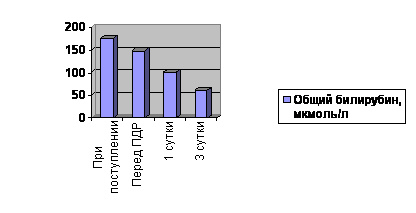 200
150
100
50
0
При
поступлении
Перед ПДР
1 сутки
3 сутки
Общий билирубин,
мкмоль/л